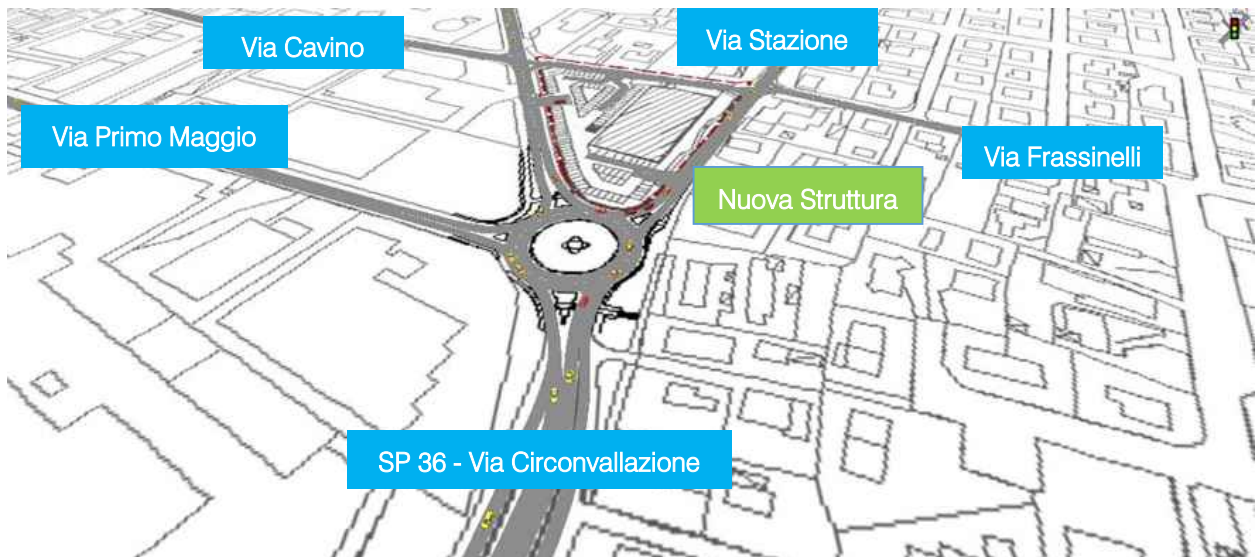 Via Cavino
Via Stazione
Via Primo Maggio
Via Frassinelli
Nuova Struttura
SP 36 - Via Circonvallazione